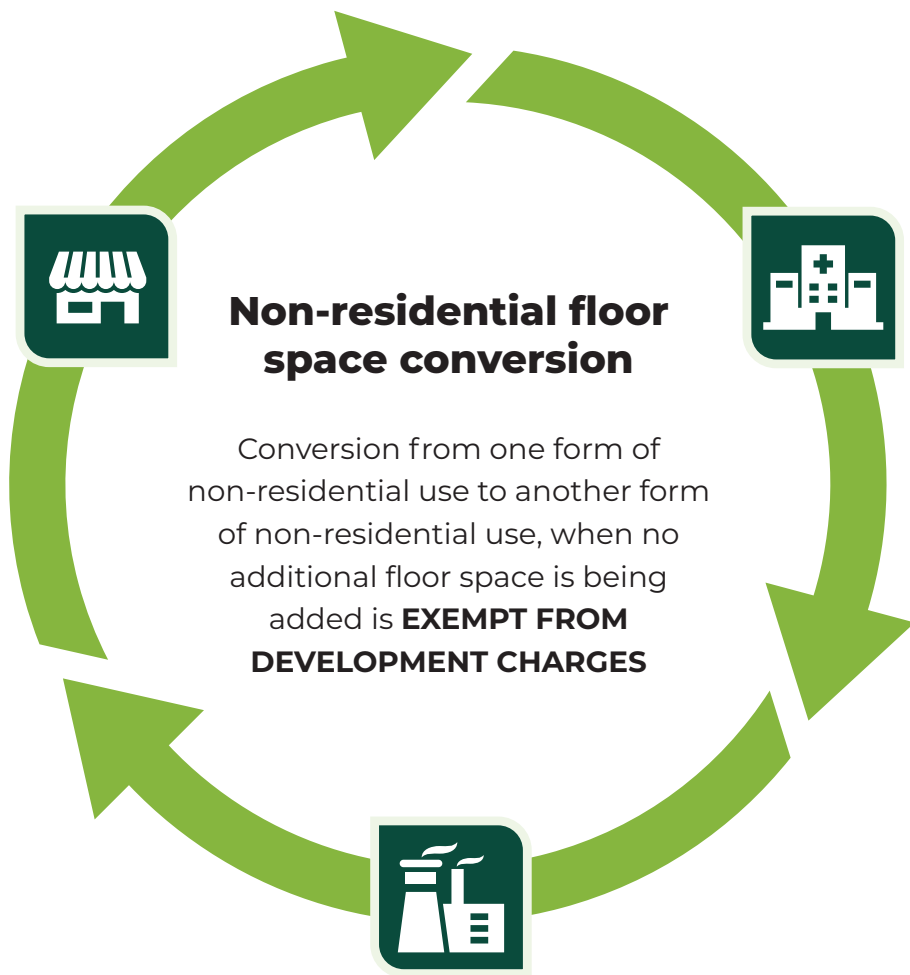 Non-residential floor
space conversion
Conversion from one form of
non-residential use to another form
of non-residential use, when no
additional floor space is being
added is EXEMPT FROM
DEVELOPMENT CHARGES